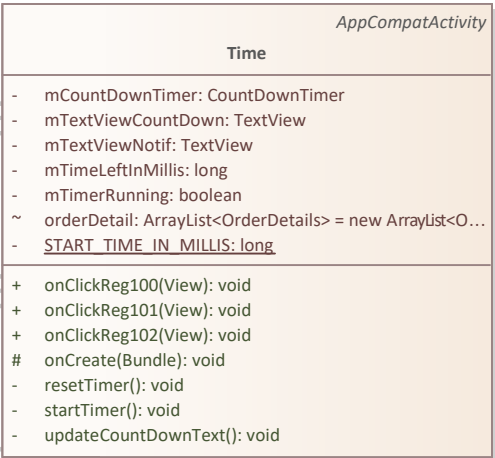 AppCompatActivity
Time
- mCountDownTimer: CountDownTimer
- mTextViewCountDown: TextView
- mTextViewNotif: TextView
- mTimeLeftInMillis: long
- mTimerRunning: boolean
~ orderDetail: ArrayList<OrderDetails> = new ArrayList<O...
- START_TIME_IN_MILLIS: long
+ onClickReg100(View): void
+ onClickReg101(View): void
+ onClickReg102(View): void
# onCreate(Bundle): void
- resetTimer(): void
- startTimer(): void
- updateCountDownText(): void